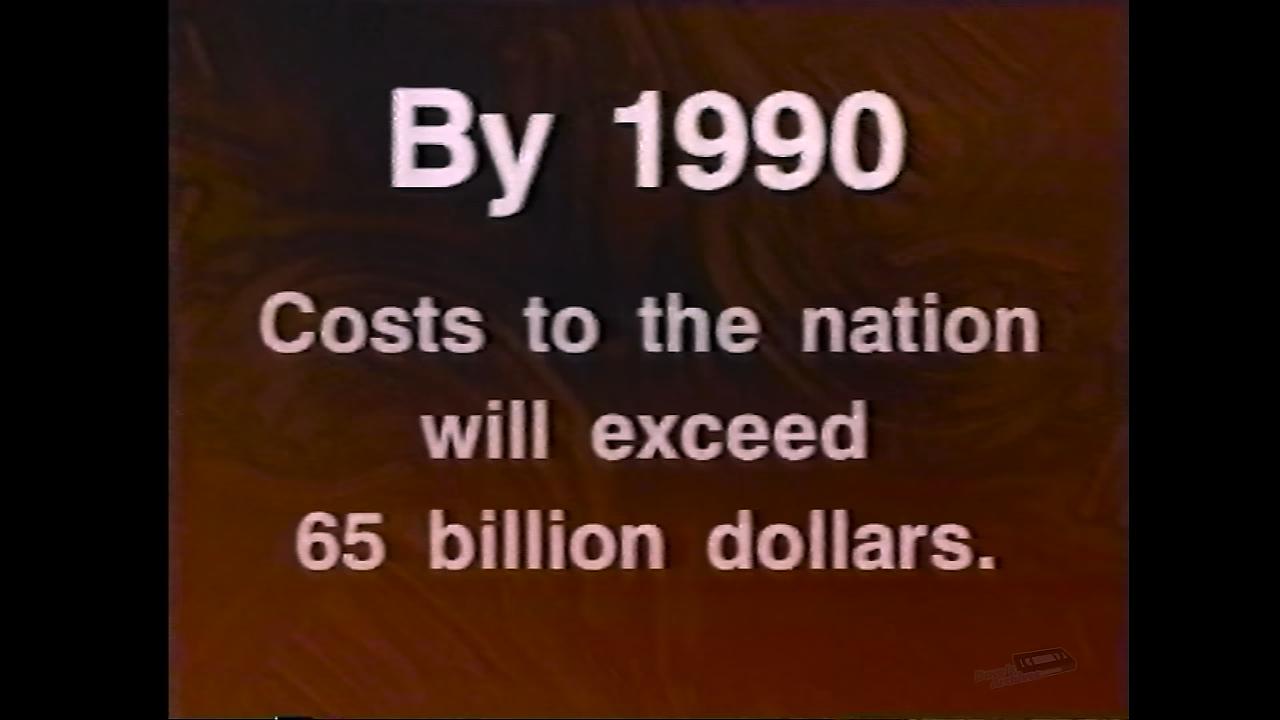 By 1990
Costs to the nation
will exceed
65 billion dollars.